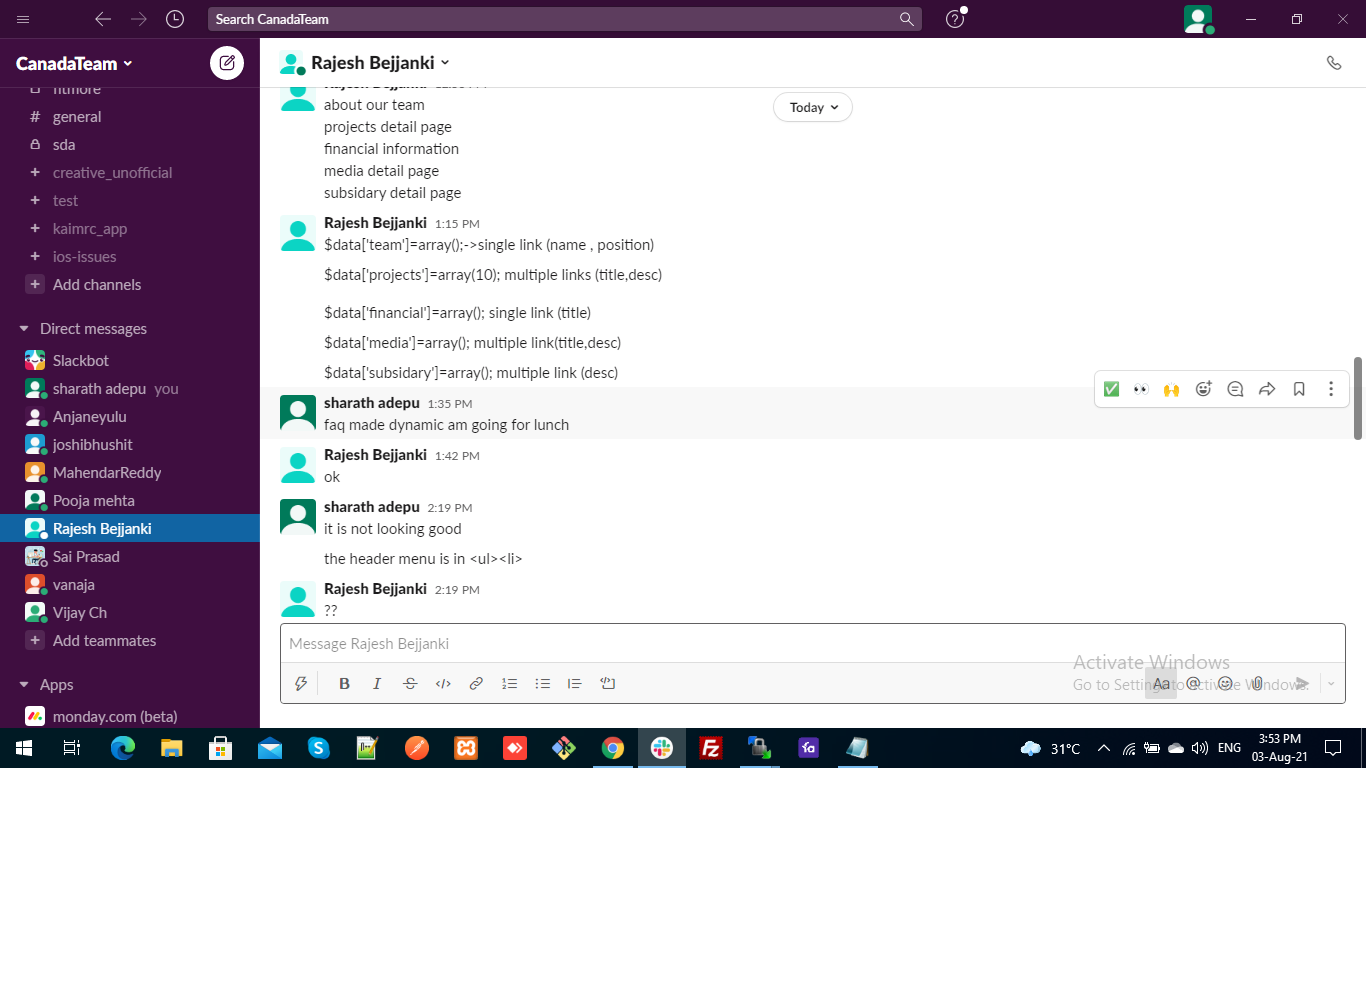 Search CanadaTeam
CanadaTeam
general
sda
creative_unofficial
test
kaimrc_app
ios-issues
Add channels
Direct messages
Slackbot
sharath adepu you
Anjaneyulu
joshibhushit
MahendarReddy
Pooja mehta
Rajesh Bejjanki
Sai Prasad
vanaja
Vijay Ch
Add teammates
Apps
monday.com (beta)
Rajesh Bejjanki
Today
about our team
projects detail page
financial information
media detail page
subsidary detail page
Rajesh Bejjanki 1:15 PM
$data['team']=array();->single link (name , position)
$data['projects']=array(10); multiple links (title,desc)
$data['financial']=array(); single link (title)
$data['media']=array(); multiple link(title,desc)
$data['subsidary']=array(); multiple link (desc)
sharath adepu 1:35 PM
faq made dynamic am going for lunch
Rajesh Bejjanki 1:42 PM
ok
sharath adepu 2:19 PM
it is not looking good
the header menu is in <ul><li>
Rajesh Bejjanki 2:19 PM
??
Message Rajesh Bejjanki
Activate Windows
Go to Settings to activate Windows.
B I S
Aa
31°C
ENG
3:53 PM
03-Aug-21